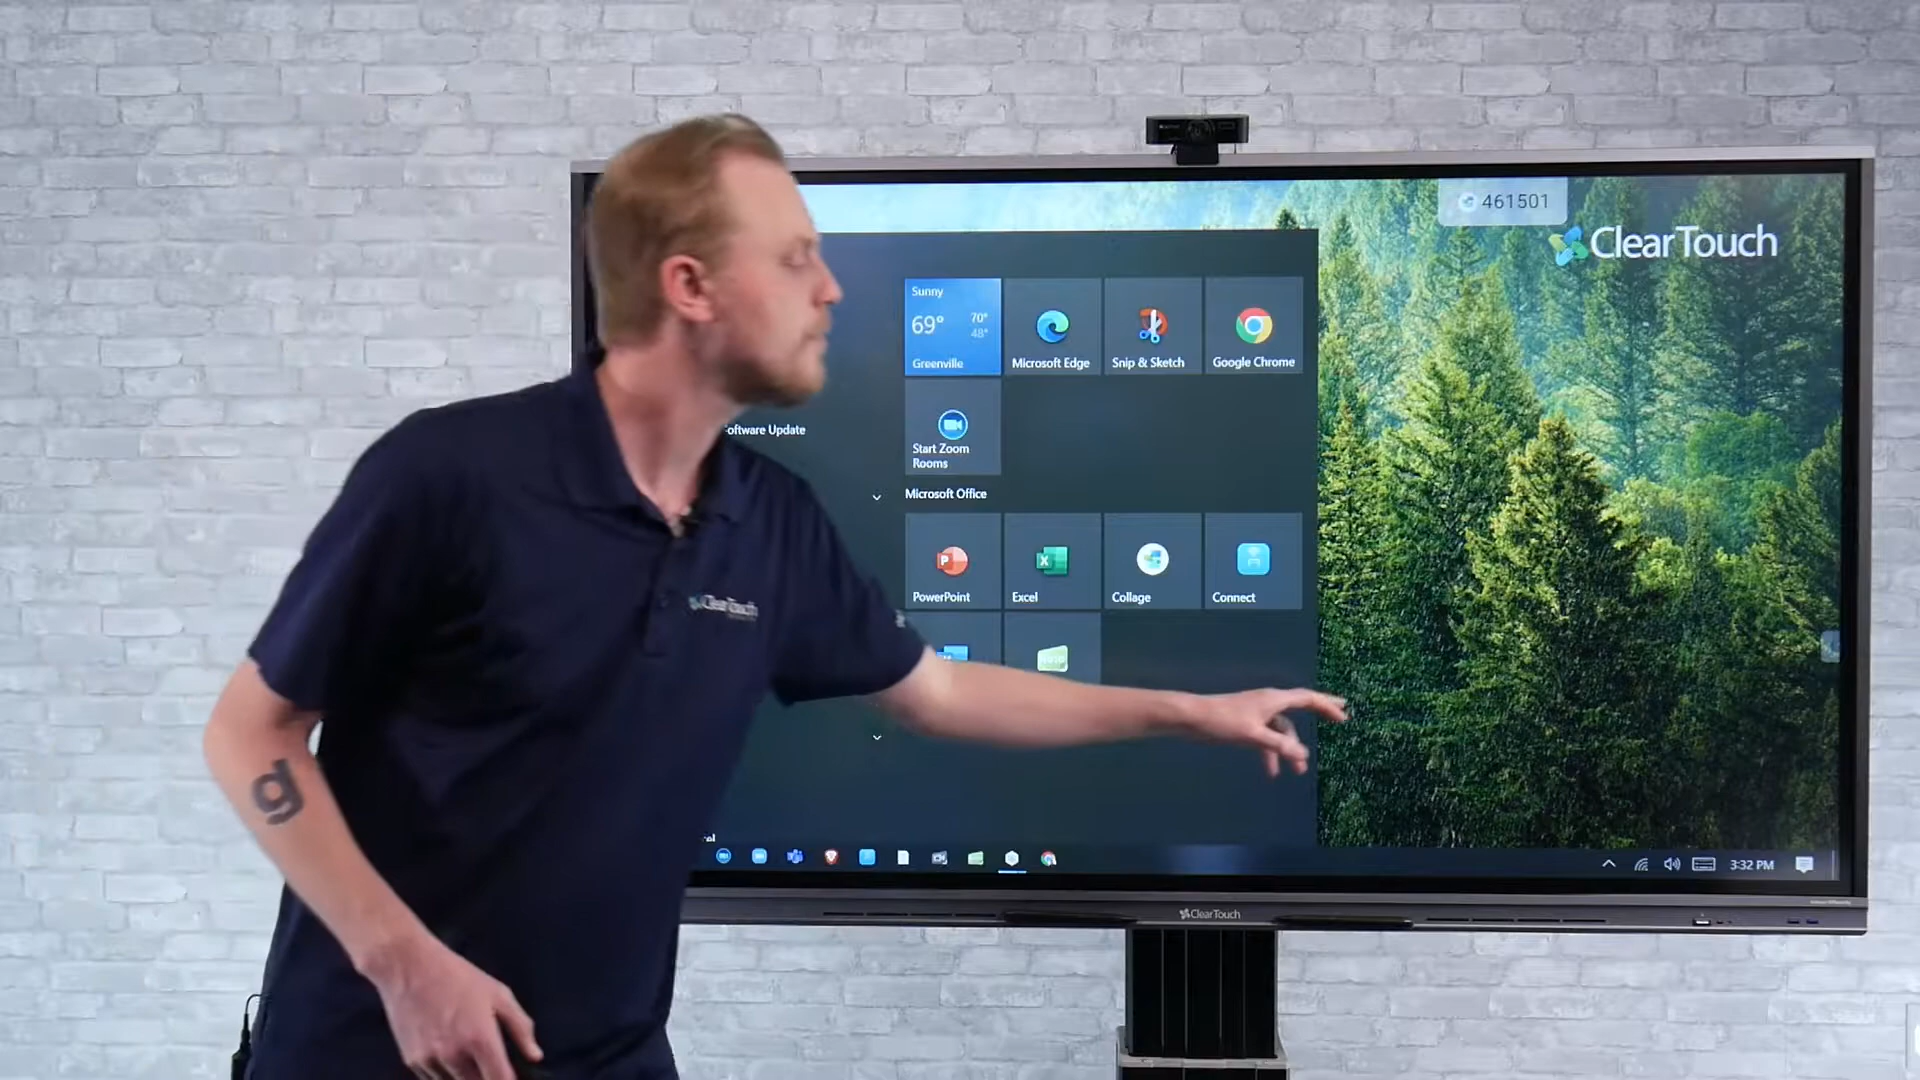 461501
ClearTouch
Sunny
69°
70°
48°
Greenville
Microsoft Edge
Snip & Sketch
Google Chrome
oftware Update
Start Zoom
Rooms
Microsoft Office
P
PowerPoint
X
Excel
Collage
Connect
ClearTouch
g
3:32 PM
ClearTouch